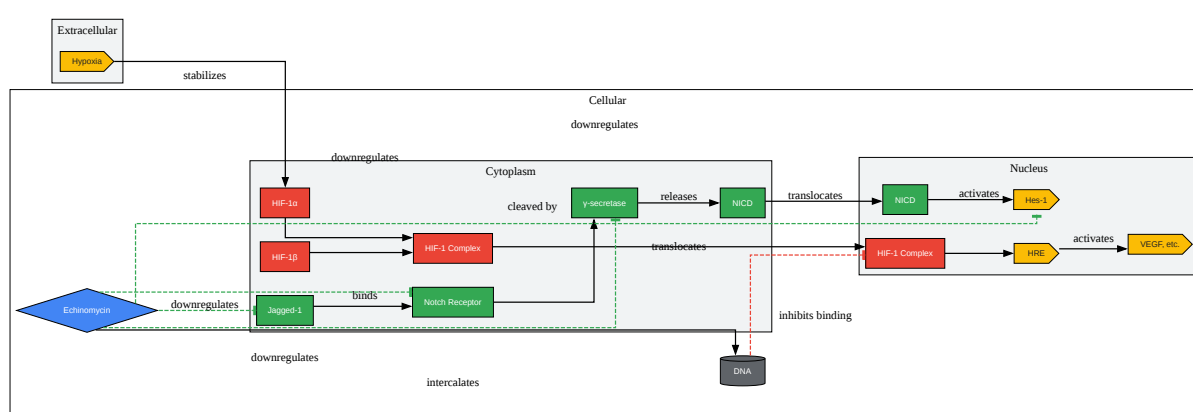 Extracellular
Hypoxia
stabilizes
Cellular
downregulates
downregulates
Cytoplasm
Nucleus
HIF-1α
cleaved by
γ-secretase
releases
NICD
translocates
NICD
activates
Hes-1
HIF-1β
HIF-1 Complex
translocates
HIF-1 Complex
HRE
activates
VEGF, etc.
Echinomycin
downregulates
Jagged-1
binds
Notch Receptor
inhibits binding
downregulates
DNA
intercalates